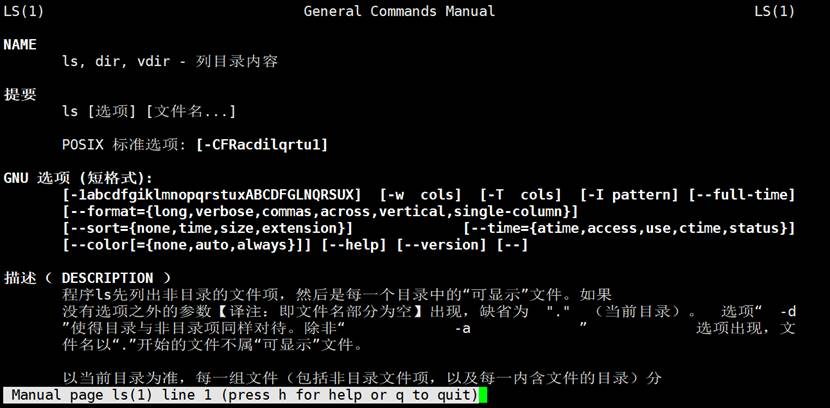 LS(1) General Commands Manual LS(1)
NAME
ls, dir, vdir - 列目录内容
提要
ls [选项] [文件名...]
POSIX 标准选项: [-CFRacdilqrtu1]
GNU 选项 (短格式):
[-1abcdfgiklmnopqrstuxABCDFGLNQRSUX] [-w cols] [-T cols] [-I pattern] [--full-time]
[--format={long,verbose,commas,across,vertical,single-column}]
[--sort={none,time,size,extension}] [--time={atime,access,use,ctime,status}]
[--color[={none,auto,always}]] [--help] [--version] [--]
描述（ DESCRIPTION ）
程序ls先列出非目录的文件项，然后是每一个目录中的“可显示”文件。如果
没有选项之外的参数【译注：即文件名部分为空】出现，缺省为 "." （当前目录）。 选项“ -d
”使得目录与非目录项同样对待。除非“ -a ” 选项出现，文
件名以“.”开始的文件不属“可显示”文件。
以当前目录为准，每一组文件（包括非目录文件项，以及每一内含文件的目录）分
Manual page ls(1) line 1 (press h for help or q to quit)